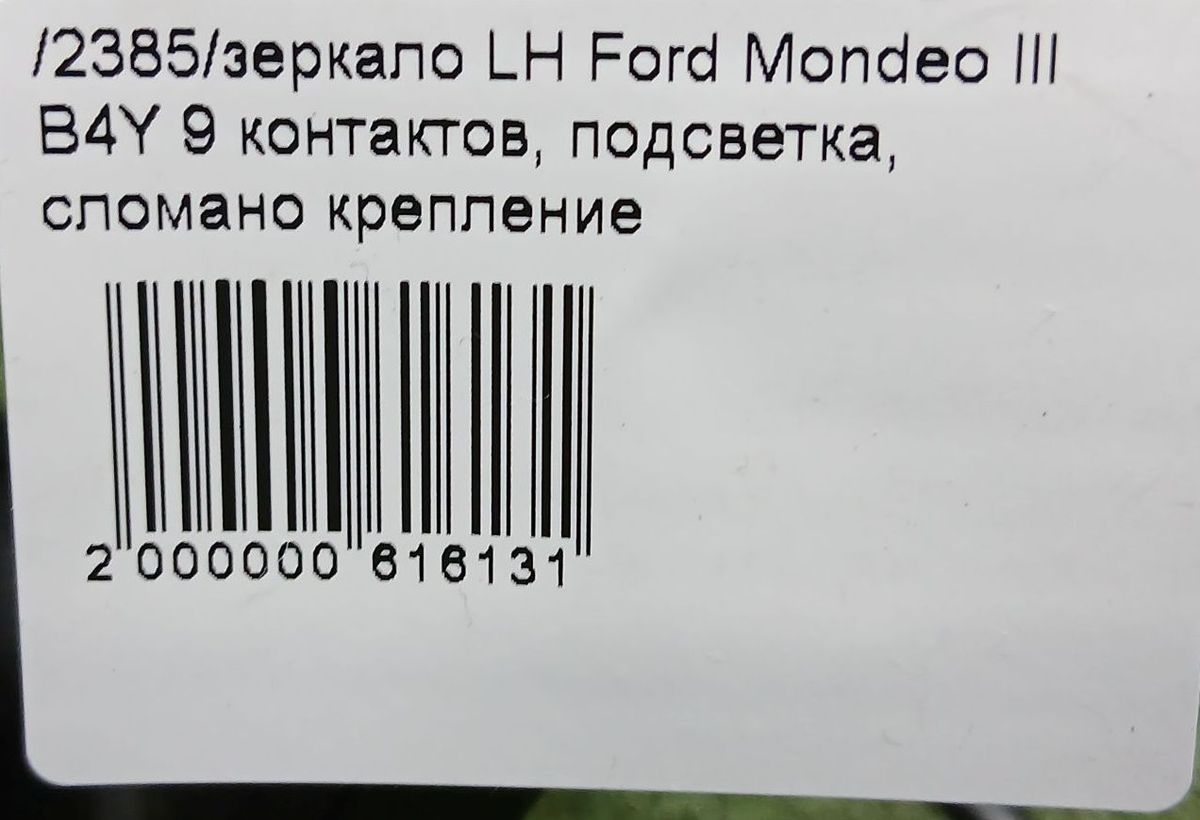 /2385/зеркало LH Ford Mondeo III
B4Y 9 контактов, подсветка,
сломано крепление
2 000000 616131